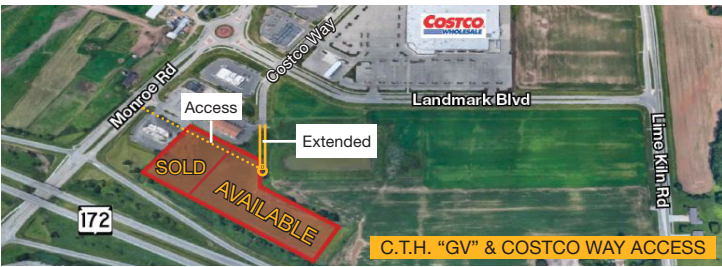 COSTCO
WHOLESALE
Costco Way
Monroe Rd
Landmark Blvd
Access
Extended
Lime Kiln Rd
SOLD
AVAILABLE
172
C.T.H. “GV” & COSTCO WAY ACCESS